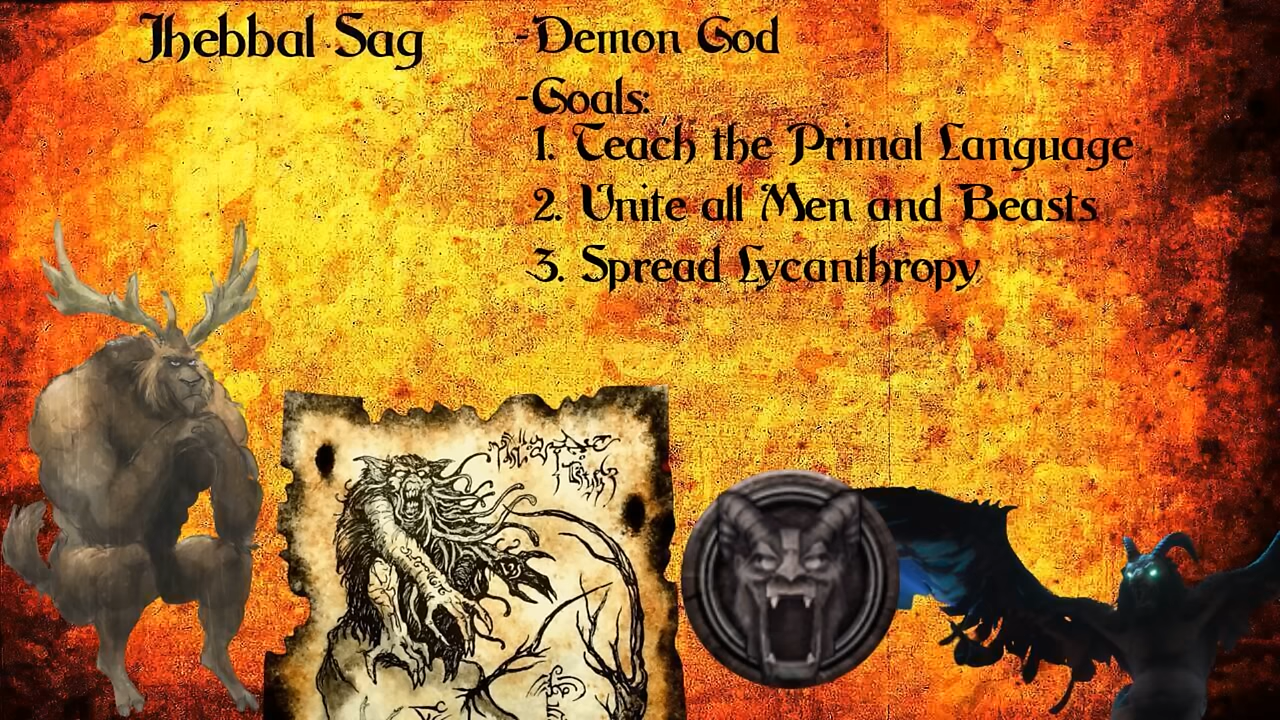 Jhebbal Sag
-Demon God
-Goals:
1. Teach the Primal Language
2. Unite all Men and Beasts
3. Spread Lycanthropy